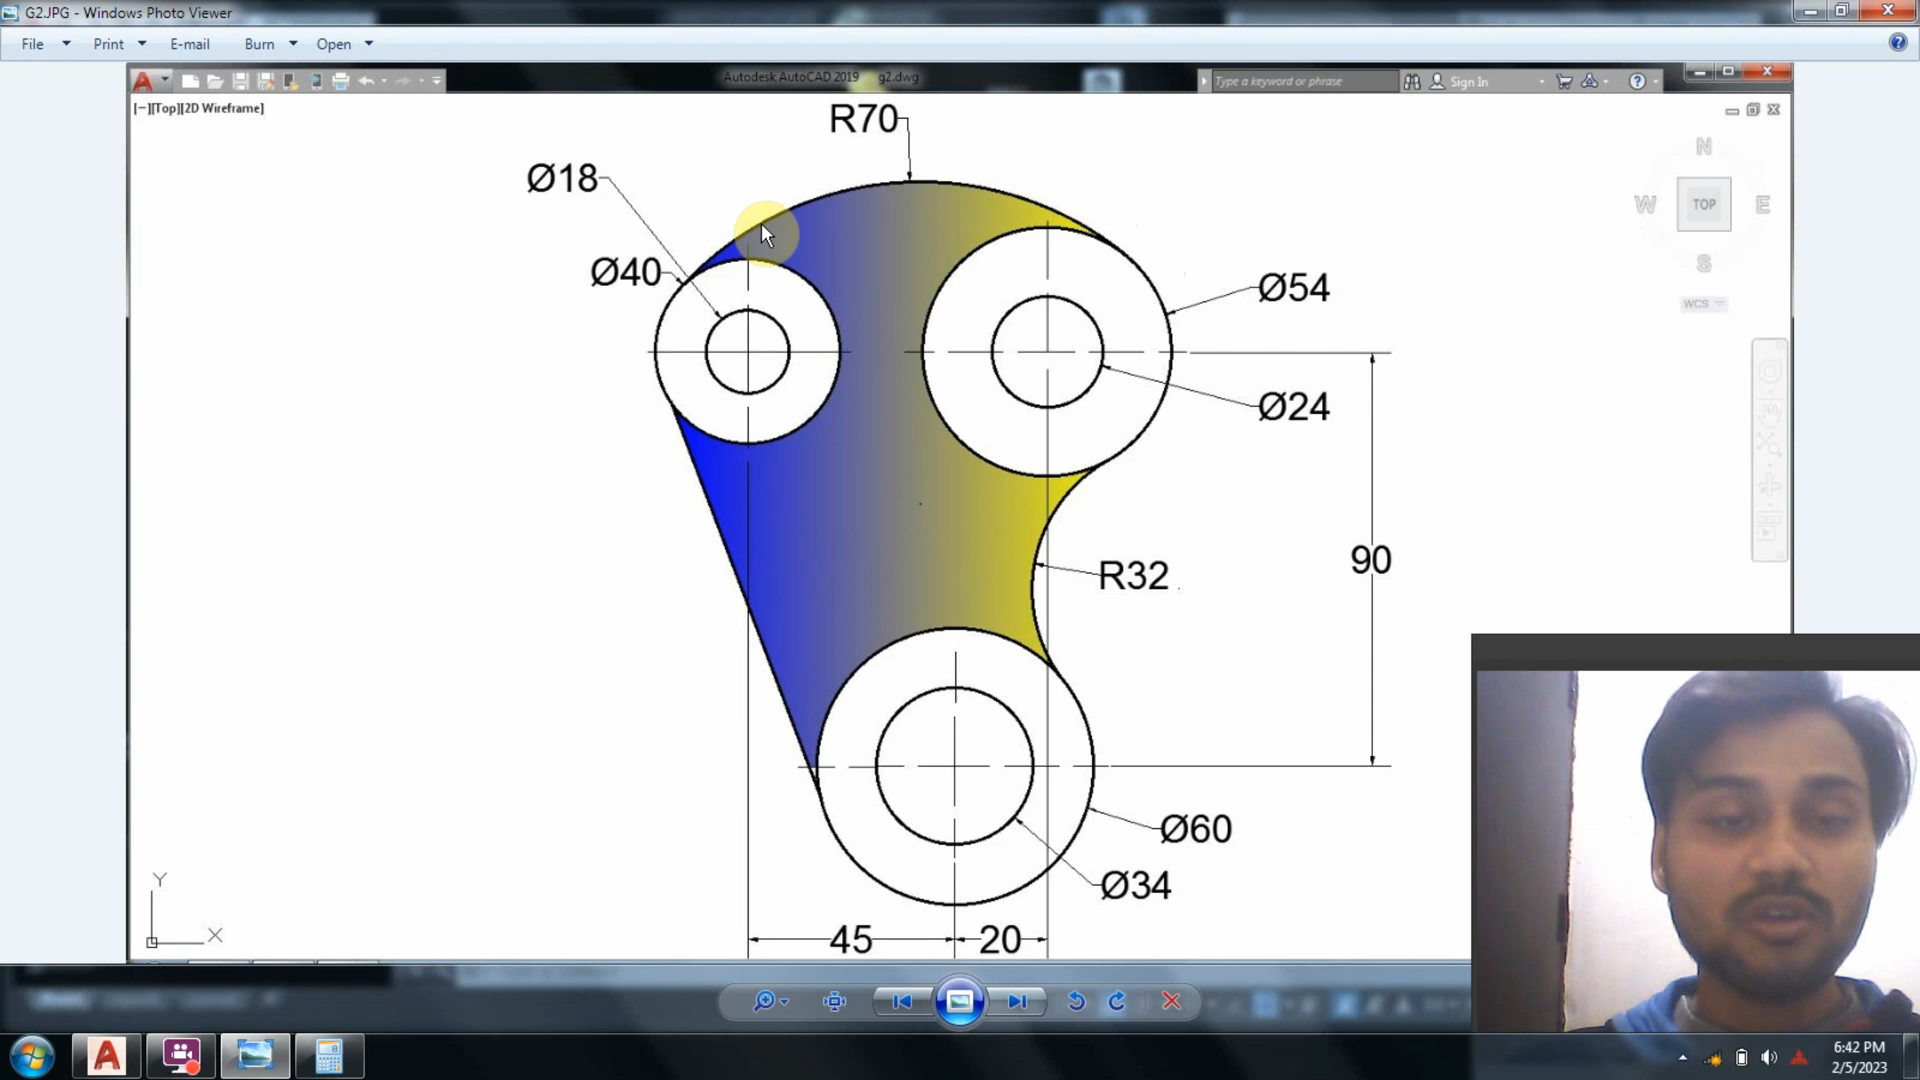 G2.JPG - Windows Photo Viewer
File Print E-mail Burn Open
Autodesk AutoCAD 2019 g2.dwg
Type a keyword or phrase
Sign In
[−][Top][2D Wireframe]
R70
N
Ø18
W TOP E
Ø40
S
Ø54
WCS
Ø24
90
R32
Ø60
Ø34
Y
X
45 20
6:42 PM
2/5/2023